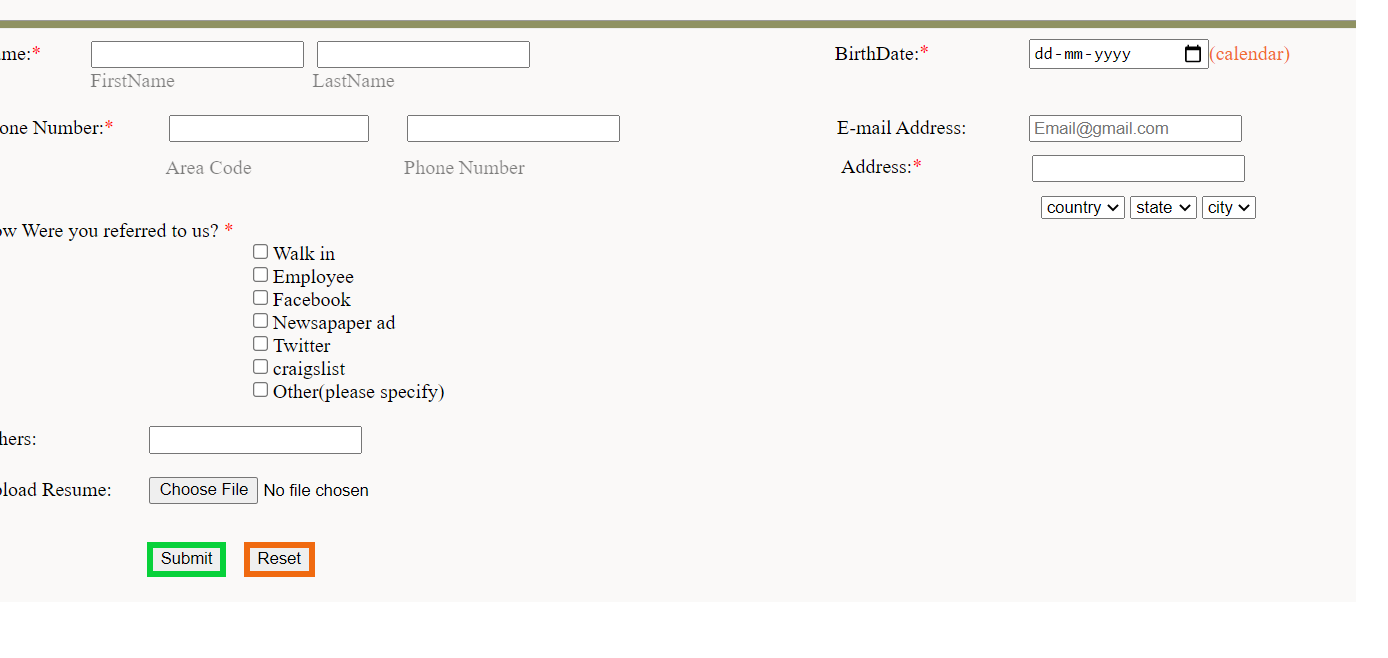 ame:* BirthDate:* dd-mm-yyyy (calendar)
FirstName LastName
one Number:* E-mail Address: Email@gmail.com
Area Code Phone Number Address:*
country state city
ow Were you referred to us? *
Walk in
Employee
Facebook
Newsapaper ad
Twitter
craigslist
Other(please specify)
hers:
load Resume: Choose File No file chosen
Submit Reset